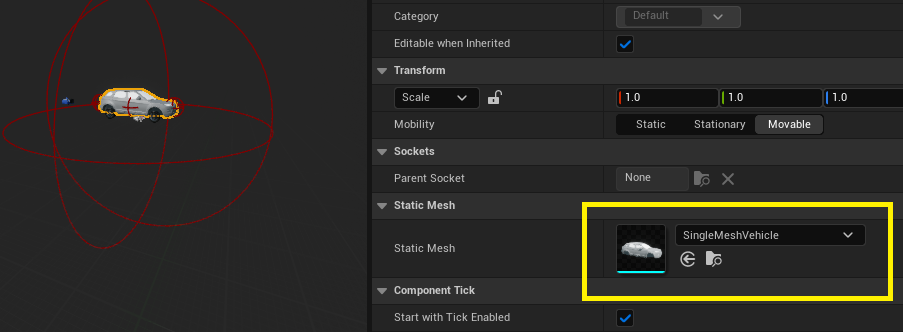 Category Default
Editable when Inherited
Transform
Scale 1.0 1.0 1.0
Mobility Static Stationary Movable
Sockets
Parent Socket None
Static Mesh
SingleMeshVehicle
Static Mesh
Component Tick
Start with Tick Enabled